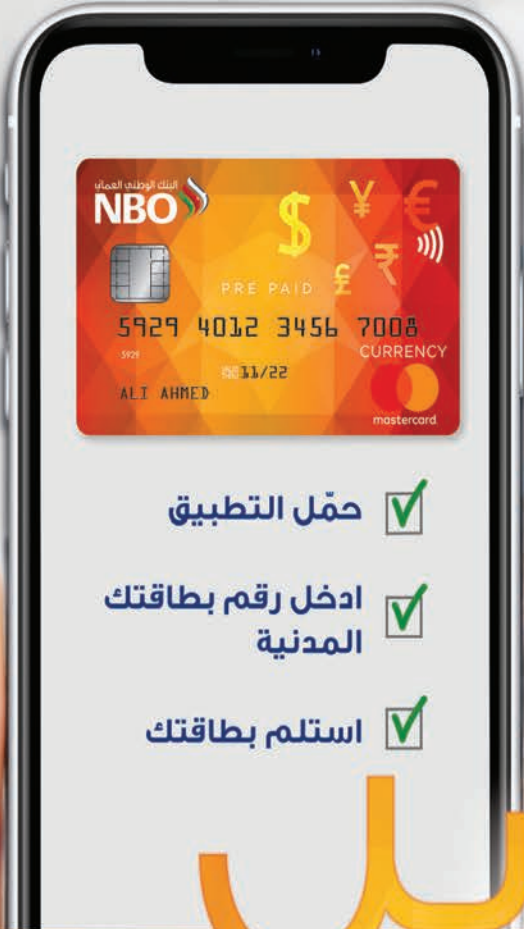 البنك الوطني العماني
NBO
$ ¥ €
£ ₹
PRE PAID
5929 4012 3456 7008
5929
CURRENCY
11/22
ALI AHMED
mastercard
حمّل التطبيق
ادخل رقم بطاقتك
المدنية
استلم بطاقتك